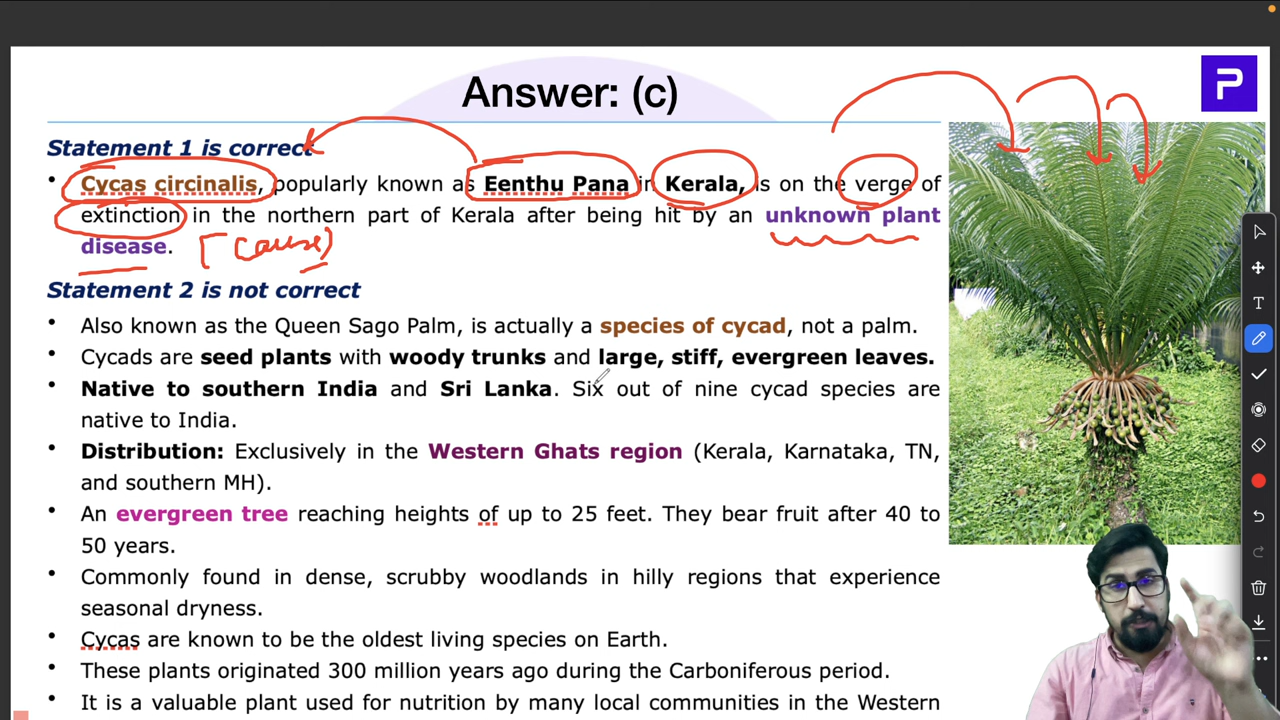 Answer: (c)
P
Statement 1 is correct
• Cycas circinalis, popularly known as Eenthu Pana in Kerala, is on the verge of
extinction in the northern part of Kerala after being hit by an unknown plant
disease. [cause)
Statement 2 is not correct
• Also known as the Queen Sago Palm, is actually a species of cycad, not a palm.
• Cycads are seed plants with woody trunks and large, stiff, evergreen leaves.
• Native to southern India and Sri Lanka. Six out of nine cycad species are
native to India.
• Distribution: Exclusively in the Western Ghats region (Kerala, Karnataka, TN,
and southern MH).
• An evergreen tree reaching heights of up to 25 feet. They bear fruit after 40 to
50 years.
• Commonly found in dense, scrubby woodlands in hilly regions that experience
seasonal dryness.
• Cycas are known to be the oldest living species on Earth.
• These plants originated 300 million years ago during the Carboniferous period.
• It is a valuable plant used for nutrition by many local communities in the Western
T